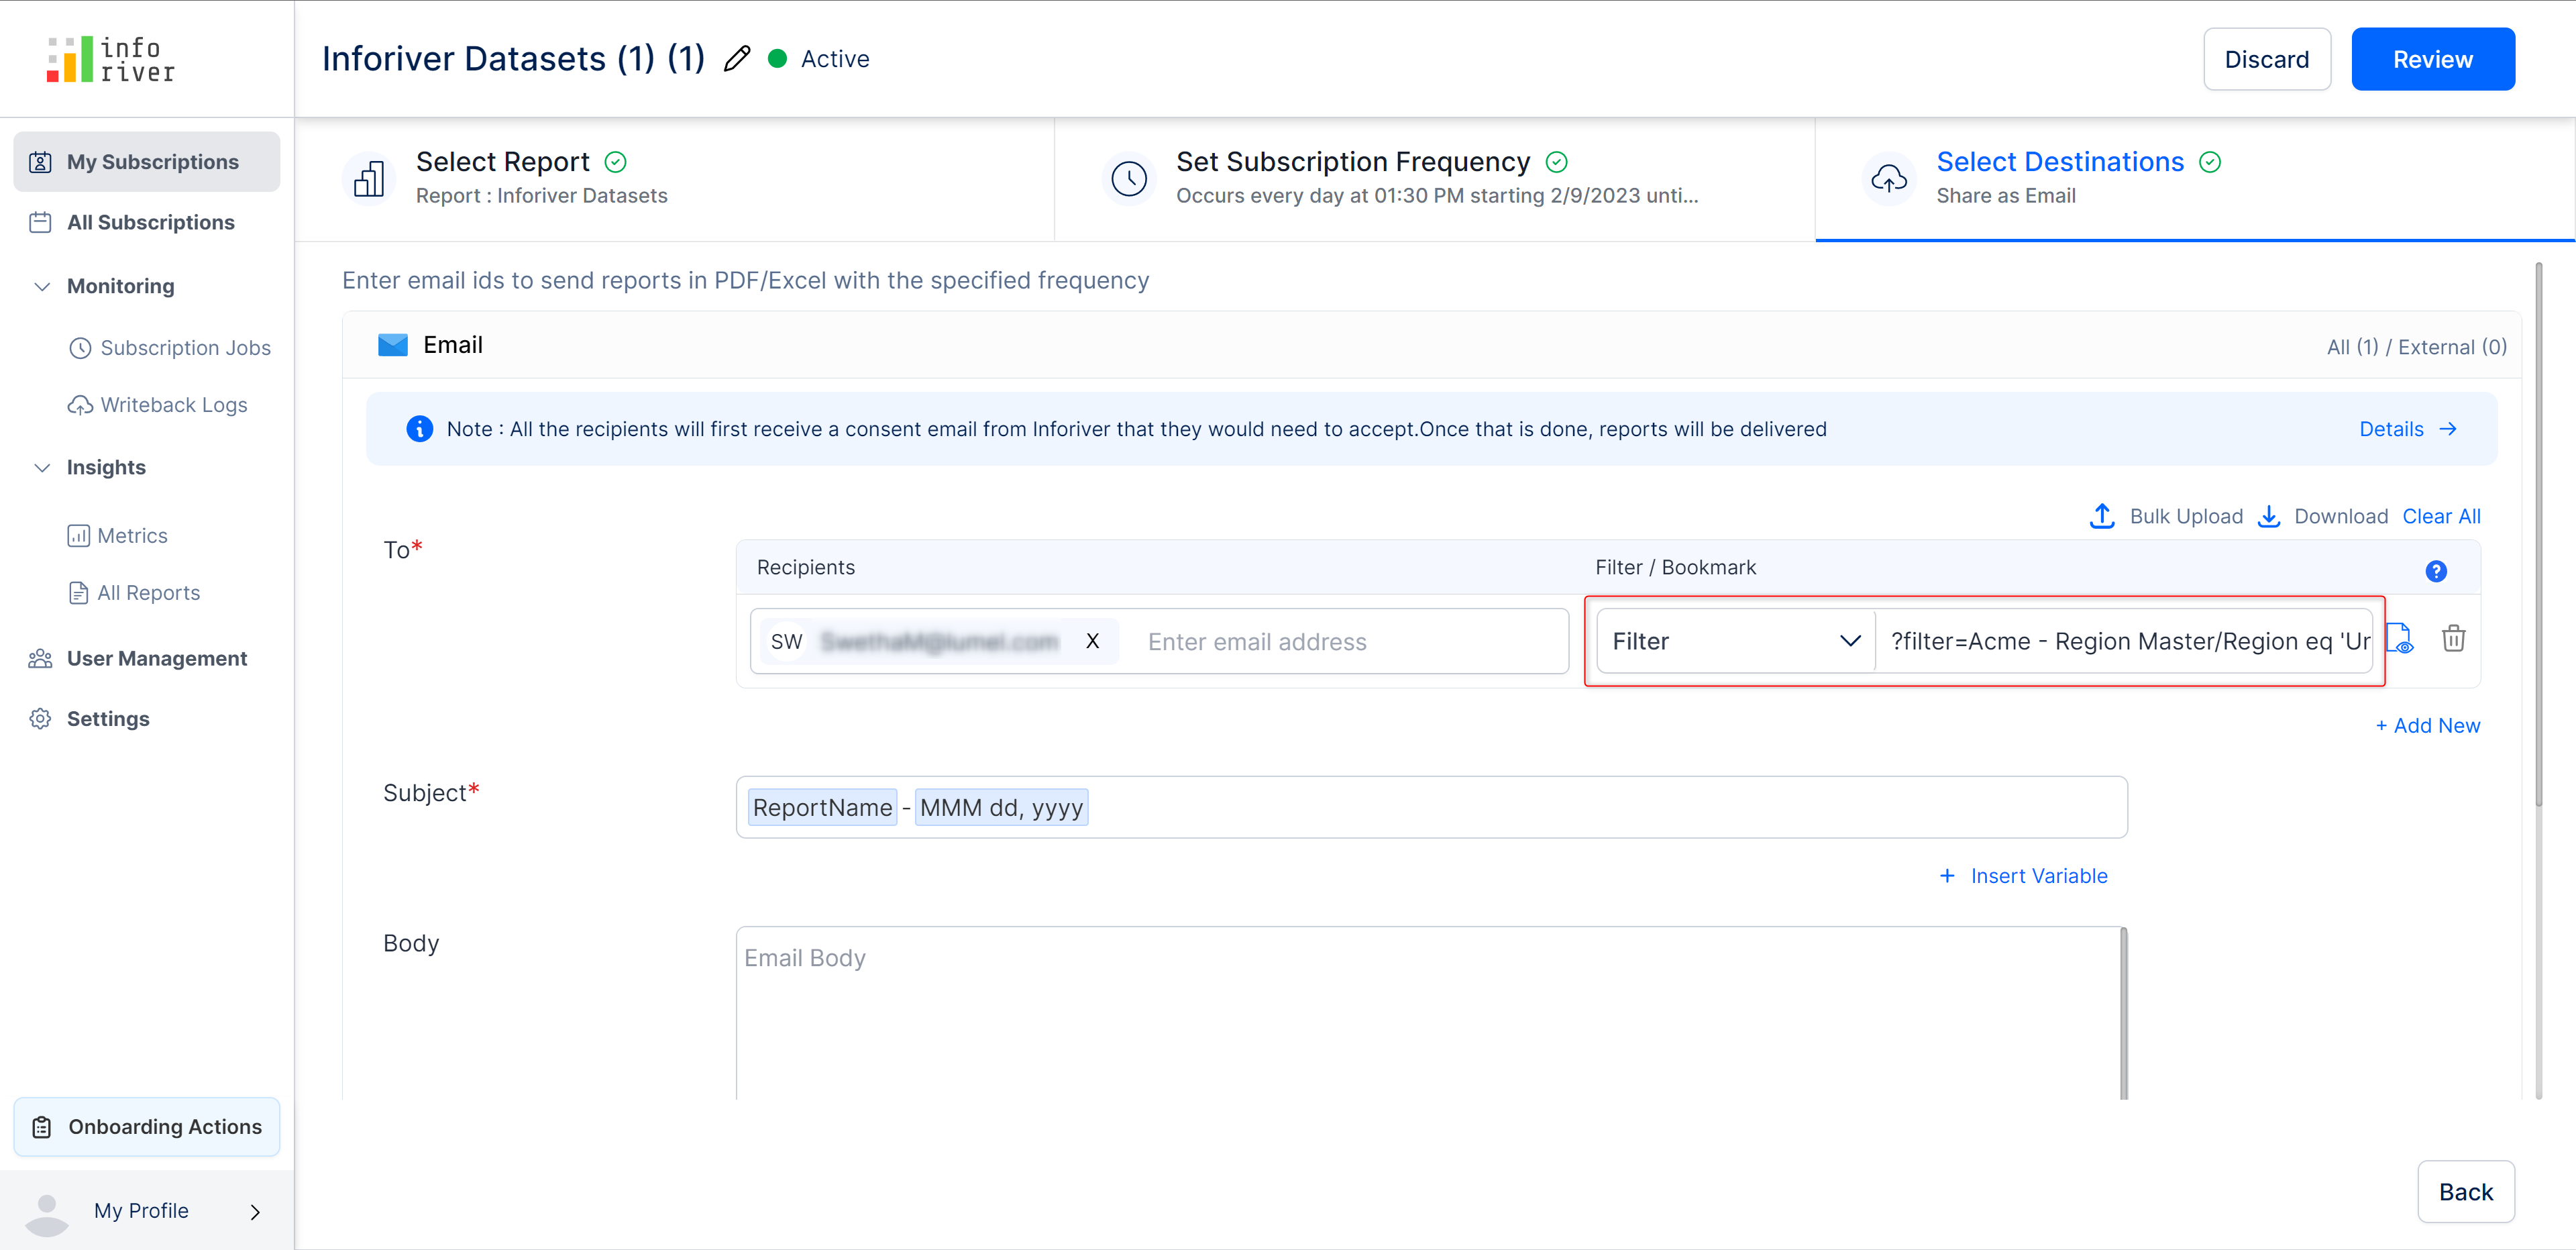 info
river
Inforiver Datasets (1) (1)
Active
Discard
Review
My Subscriptions
All Subscriptions
Monitoring
Subscription Jobs
Writeback Logs
Insights
Metrics
All Reports
User Management
Settings
Onboarding Actions
My Profile
Select Report
Report : Inforiver Datasets
Set Subscription Frequency
Occurs every day at 01:30 PM starting 2/9/2023 unti...
Select Destinations
Share as Email
Enter email ids to send reports in PDF/Excel with the specified frequency
Email
All (1) / External (0)
Note : All the recipients will first receive a consent email from Inforiver that they would need to accept.Once that is done, reports will be delivered
Details
Bulk Upload
Download
Clear All
To*
Recipients
Filter / Bookmark
SW
X
Enter email address
Filter
?filter=Acme - Region Master/Region eq 'Ur
+ Add New
Subject*
ReportName - MMM dd, yyyy
+ Insert Variable
Body
Email Body
Back